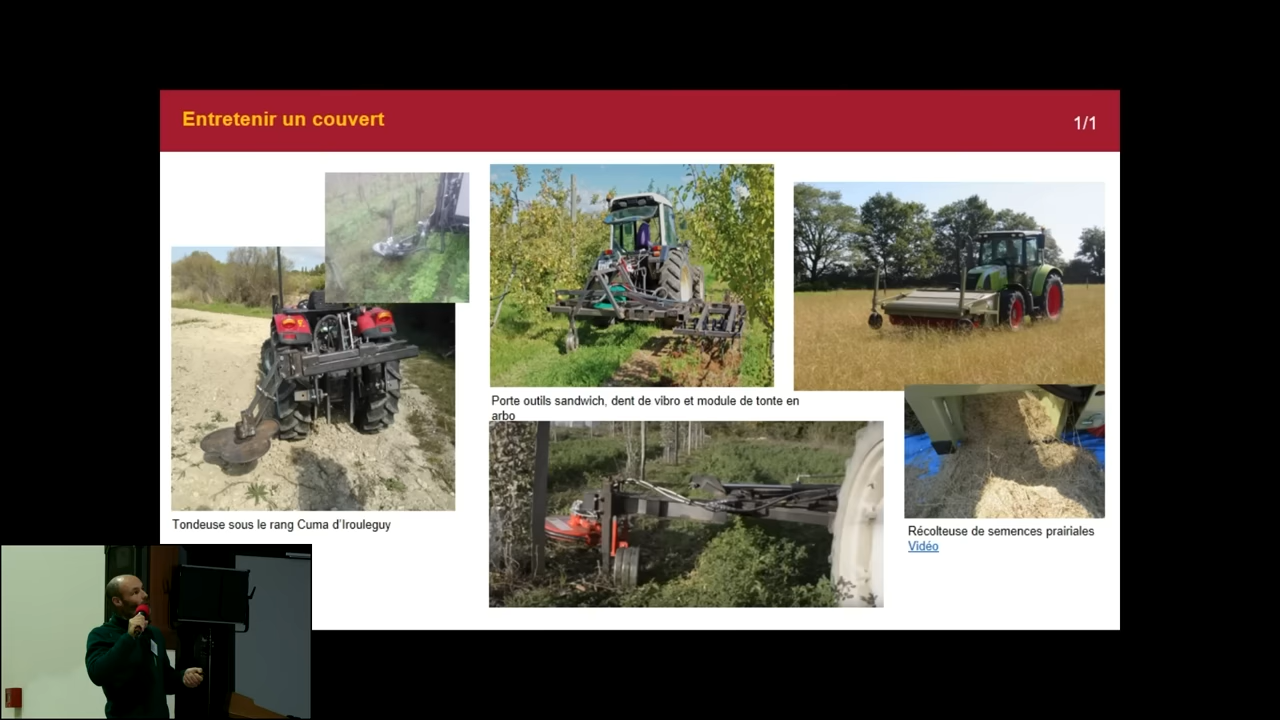 Entretenir un couvert
1/1
Porte outils sandwich, dent de vibro et module de tonte en
arbo
Tondeuse sous le rang Cuma d'Irouleguy
Récolteuse de semences prairiales
Vidéo